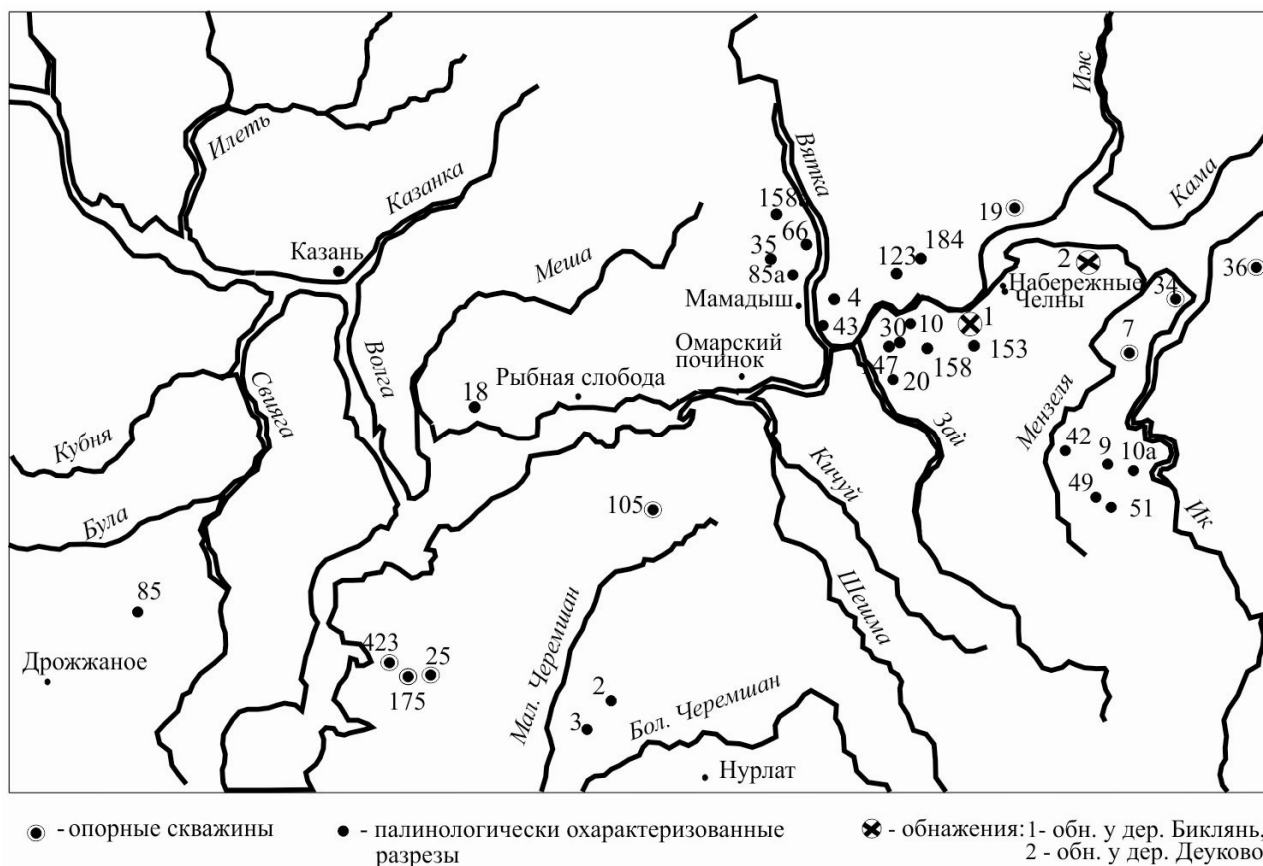 Иж
Илеть
Вятка
Кама
Казанка
158
19
Казань
Меша
35
66
123
184
2
36
85а
Набережные
Челны
34
Мамадыш
4
43
30
10
1
7
Омарский
починок
47
158
153
Волга
Рыбная слобода
18
20
Свияга
Кубня
Зай
Мензеля
42
9
10а
Кичуй
49
51
Ик
Була
105
Шешма
85
Мал. Черемшан
Дрожжаное
423
25
175
2
3
Бол. Черемшан
Нурлат
- опорные скважины
- палинологически охарактеризованные
разрезы
- обнажения: 1- обн. у дер. Биклянь,
2 - обн. у дер. Деуково